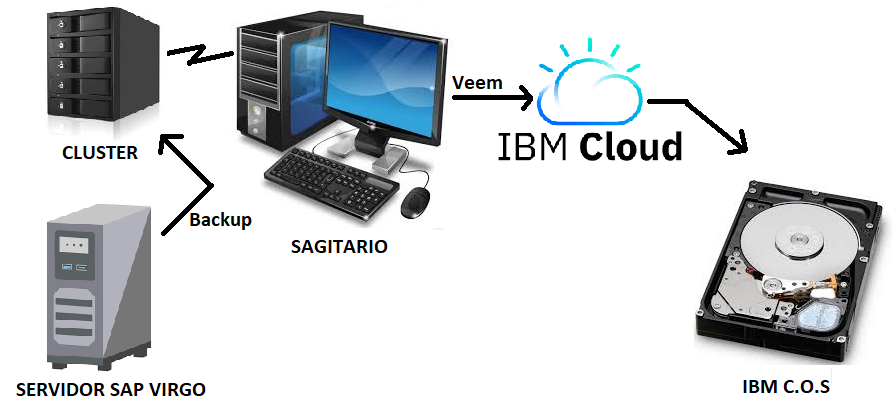 Veem
IBM Cloud
CLUSTER
Backup
SAGITARIO
SERVIDOR SAP VIRGO
IBM C.O.S